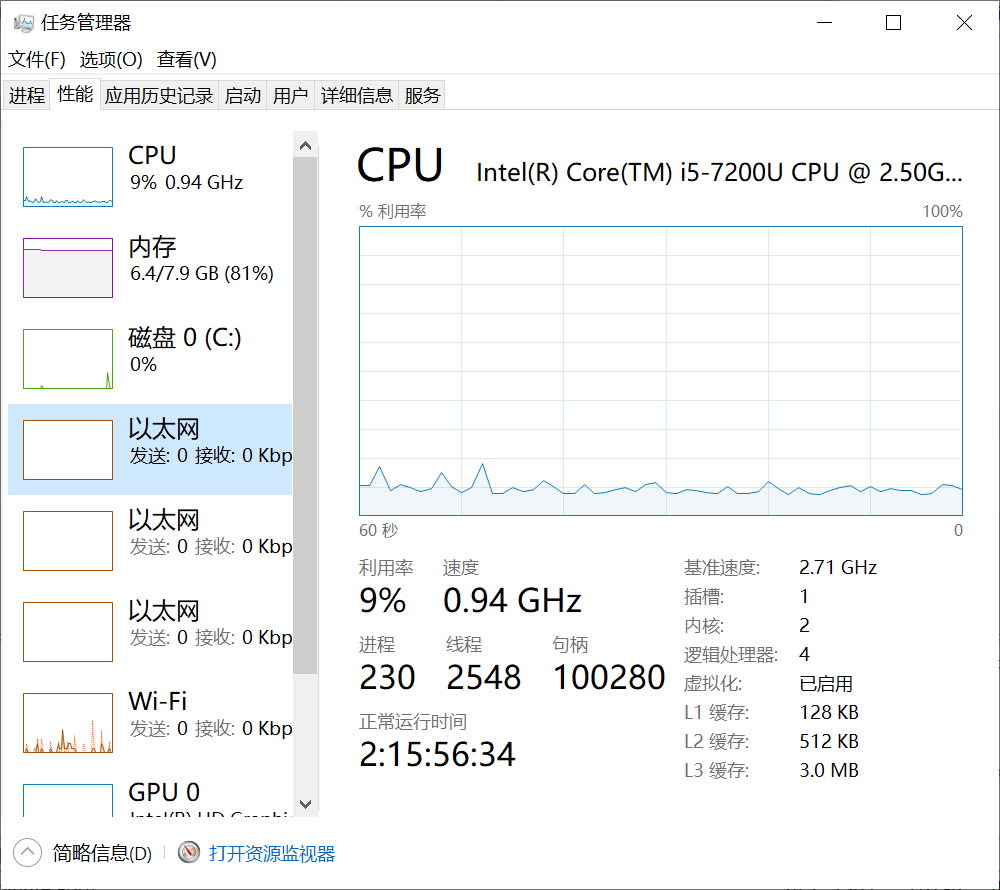 任务管理器
文件(F) 选项(O) 查看(V)
进程 性能 应用历史记录 启动 用户 详细信息 服务
CPU
9% 0.94 GHz
内存
6.4/7.9 GB (81%)
磁盘 0 (C:)
0%
以太网
发送: 0 接收: 0 Kbp
以太网
发送: 0 接收: 0 Kbp
以太网
发送: 0 接收: 0 Kbp
Wi-Fi
发送: 0 接收: 0 Kbp
GPU 0
Intel(R) HD Graphi
CPU Intel(R) Core(TM) i5-7200U CPU @ 2.50G...
% 利用率 100%
60 秒 0
利用率 速度
9% 0.94 GHz
进程 线程 句柄
230 2548 100280
正常运行时间
2:15:56:34
基准速度: 2.71 GHz
插槽: 1
内核: 2
逻辑处理器: 4
虚拟化: 已启用
L1 缓存: 128 KB
L2 缓存: 512 KB
L3 缓存: 3.0 MB
简略信息(D) 打开资源监视器